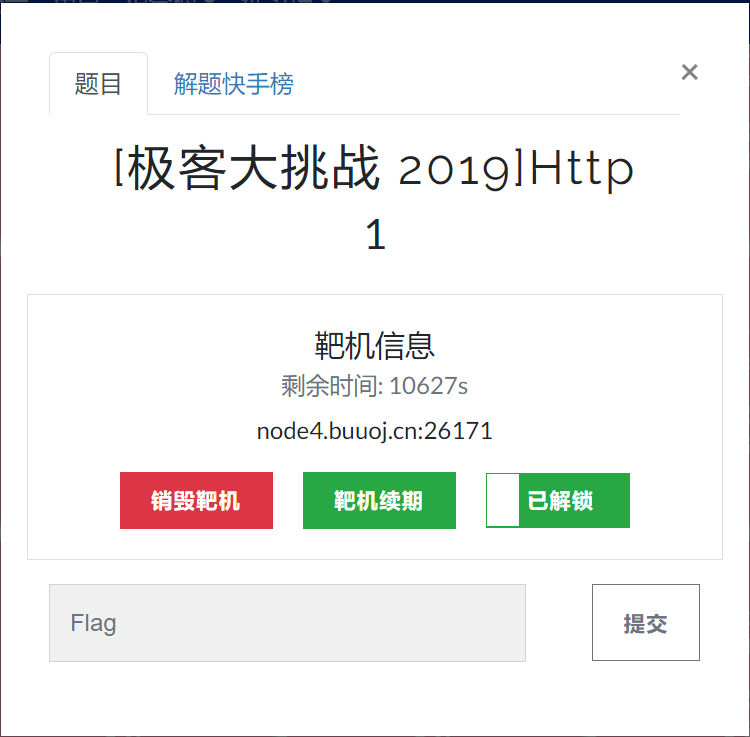 题目
解题快手榜
×
[极客大挑战 2019]Http
1
靶机信息
剩余时间: 10627s
node4.buuoj.cn:26171
销毁靶机
靶机续期
已解锁
Flag
提交